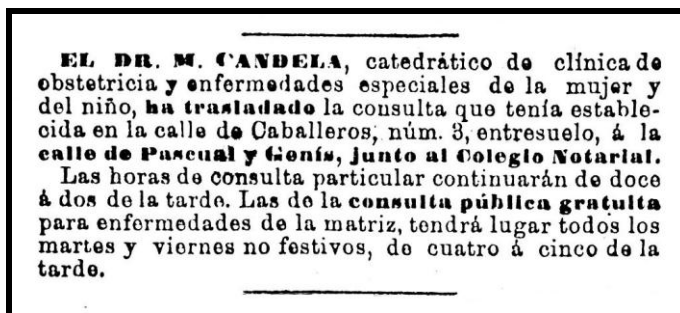 EL DR. M. CANDELA, catedrático de clínica de
obstetricia y enfermedades especiales de la mujer y
del niño, ha trasladado la consulta que tenía estable-
cida en la calle de Caballeros, núm. 3, entresuelo, á la
calle de Pascual y Genís, junto al Colegio Notarial.
Las horas de consulta particular continuarán de doce
á dos de la tarde. Las de la consulta pública gratuita
para enfermedades de la matriz, tendrá lugar todos los
martes y viernes no festivos, de cuatro á cinco de la
tarde.